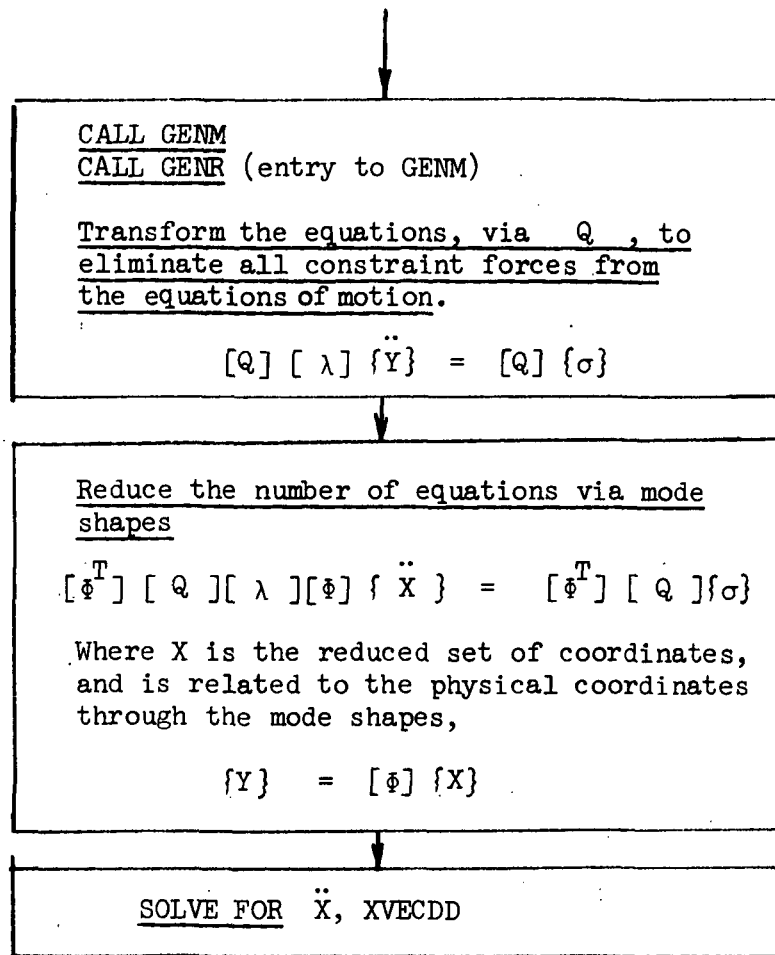 CALL GENM
CALL GENR (entry to GENM)
Transform the equations, via Q , to
eliminate all constraint forces from
the equations of motion.
[Q] [ λ] {Ÿ} = [Q] {σ}
Reduce the number of equations via mode
shapes
[Φ^T] [ Q ][ λ ][Φ] { Ẍ } = [Φ^T] [ Q ]{σ}
Where X is the reduced set of coordinates,
and is related to the physical coordinates
through the mode shapes,
{Y} = [Φ] {X}
SOLVE FOR Ẍ, XVECDD